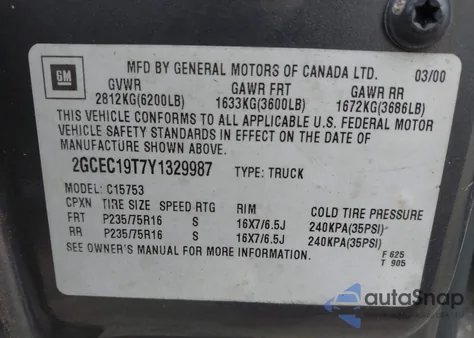 GM
MFD BY GENERAL MOTORS OF CANADA LTD. 03/00
GVWR GAWR FRT GAWR RR
2812KG(6200LB) 1633KG(3600LB) 1672KG(3686LB)
THIS VEHICLE CONFORMS TO ALL APPLICABLE U.S. FEDERAL MOTOR
VEHICLE SAFETY STANDARDS IN EFFECT ON THE DATE OF
MANUFACTURE SHOWN ABOVE.
2GCEC19T7Y1329987 TYPE: TRUCK
MODEL: C15753
CPXN TIRE SIZE SPEED RTG RIM COLD TIRE PRESSURE
FRT P235/75R16 S 16X7/6.5J 240KPA(35PSI)
RR P235/75R16 S 16X7/6.5J 240KPA(35PSI)
SEE OWNER'S MANUAL FOR MORE INFORMATION. F 625
T 905
autoSnap